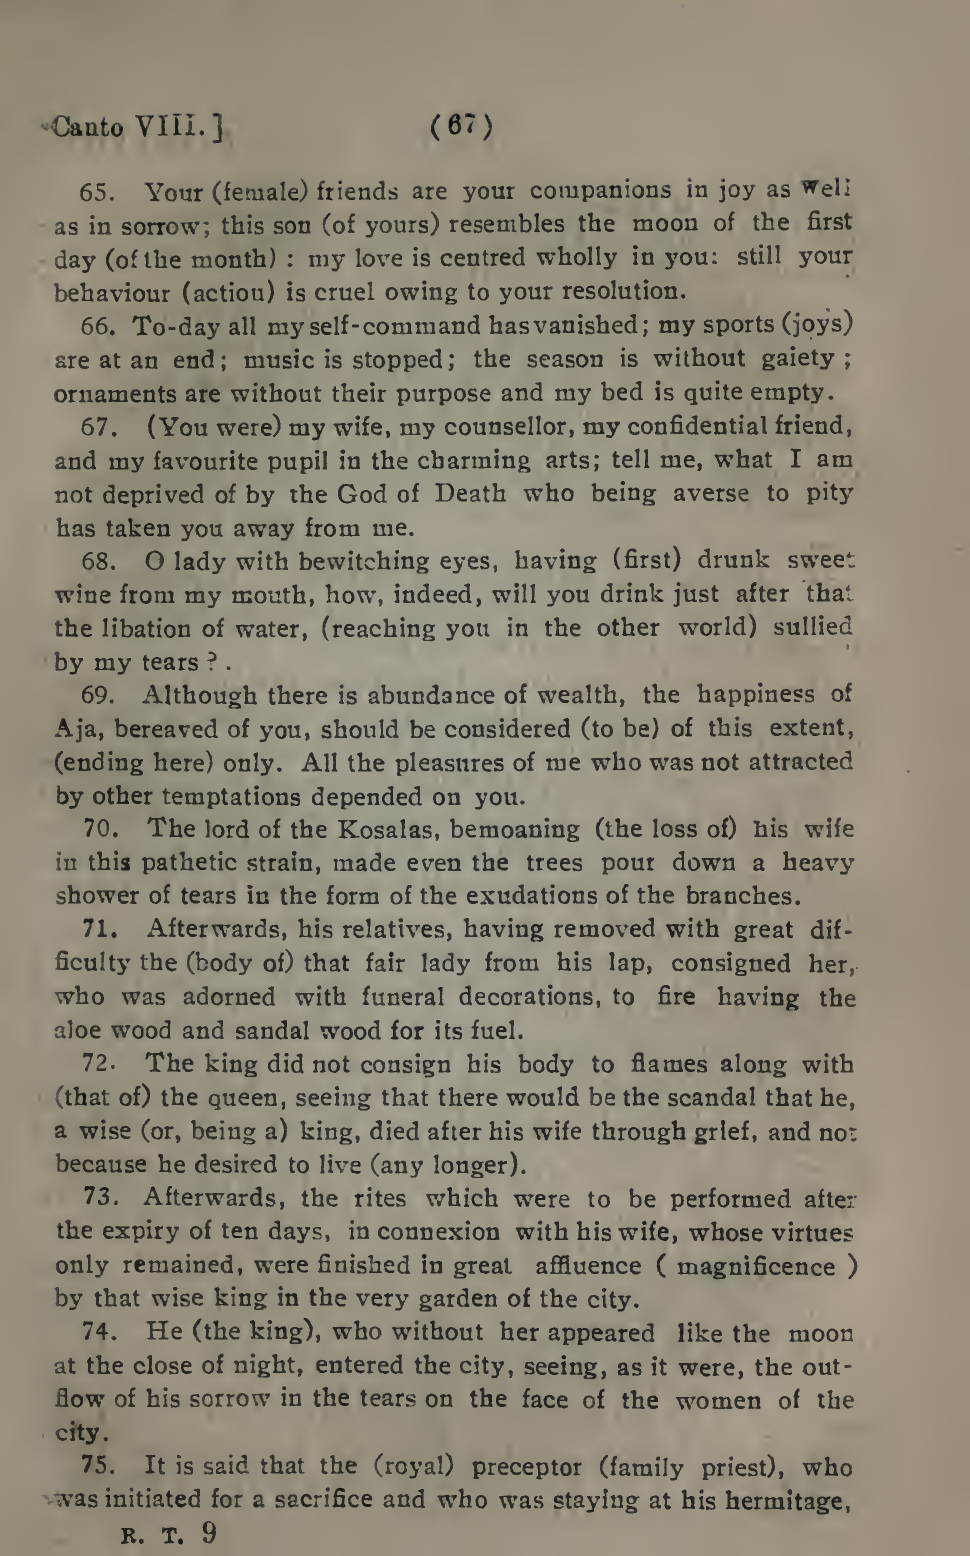 Canto VIII. ] (67)
65. Your (female) friends are your companions in joy as well
as in sorrow; this son (of yours) resembles the moon of the first
day (of the month) : my love is centred wholly in you: still your
behaviour (action) is cruel owing to your resolution.
66. To-day all my self-command has vanished; my sports (joys)
are at an end; music is stopped; the season is without gaiety ;
ornaments are without their purpose and my bed is quite empty.
67. (You were) my wife, my counsellor, my confidential friend,
and my favourite pupil in the charming arts; tell me, what I am
not deprived of by the God of Death who being averse to pity
has taken you away from me.
68. O lady with bewitching eyes, having (first) drunk sweet
wine from my mouth, how, indeed, will you drink just after that
the libation of water, (reaching you in the other world) sullied
by my tears ? .
69. Although there is abundance of wealth, the happiness of
Aja, bereaved of you, should be considered (to be) of this extent,
(ending here) only. All the pleasures of me who was not attracted
by other temptations depended on you.
70. The lord of the Kosalas, bemoaning (the loss of) his wife
in this pathetic strain, made even the trees pour down a heavy
shower of tears in the form of the exudations of the branches.
71. Afterwards, his relatives, having removed with great dif-
ficulty the (body of) that fair lady from his lap, consigned her,
who was adorned with funeral decorations, to fire having the
aloe wood and sandal wood for its fuel.
72. The king did not consign his body to flames along with
(that of) the queen, seeing that there would be the scandal that he,
a wise (or, being a) king, died after his wife through grief, and not
because he desired to live (any longer).
73. Afterwards, the rites which were to be performed after
the expiry of ten days, in connexion with his wife, whose virtues
only remained, were finished in great affluence ( magnificence )
by that wise king in the very garden of the city.
74. He (the king), who without her appeared like the moon
at the close of night, entered the city, seeing, as it were, the out-
flow of his sorrow in the tears on the face of the women of the
city.
75. It is said that the (royal) preceptor (family priest), who
was initiated for a sacrifice and who was staying at his hermitage,
R. T. 9